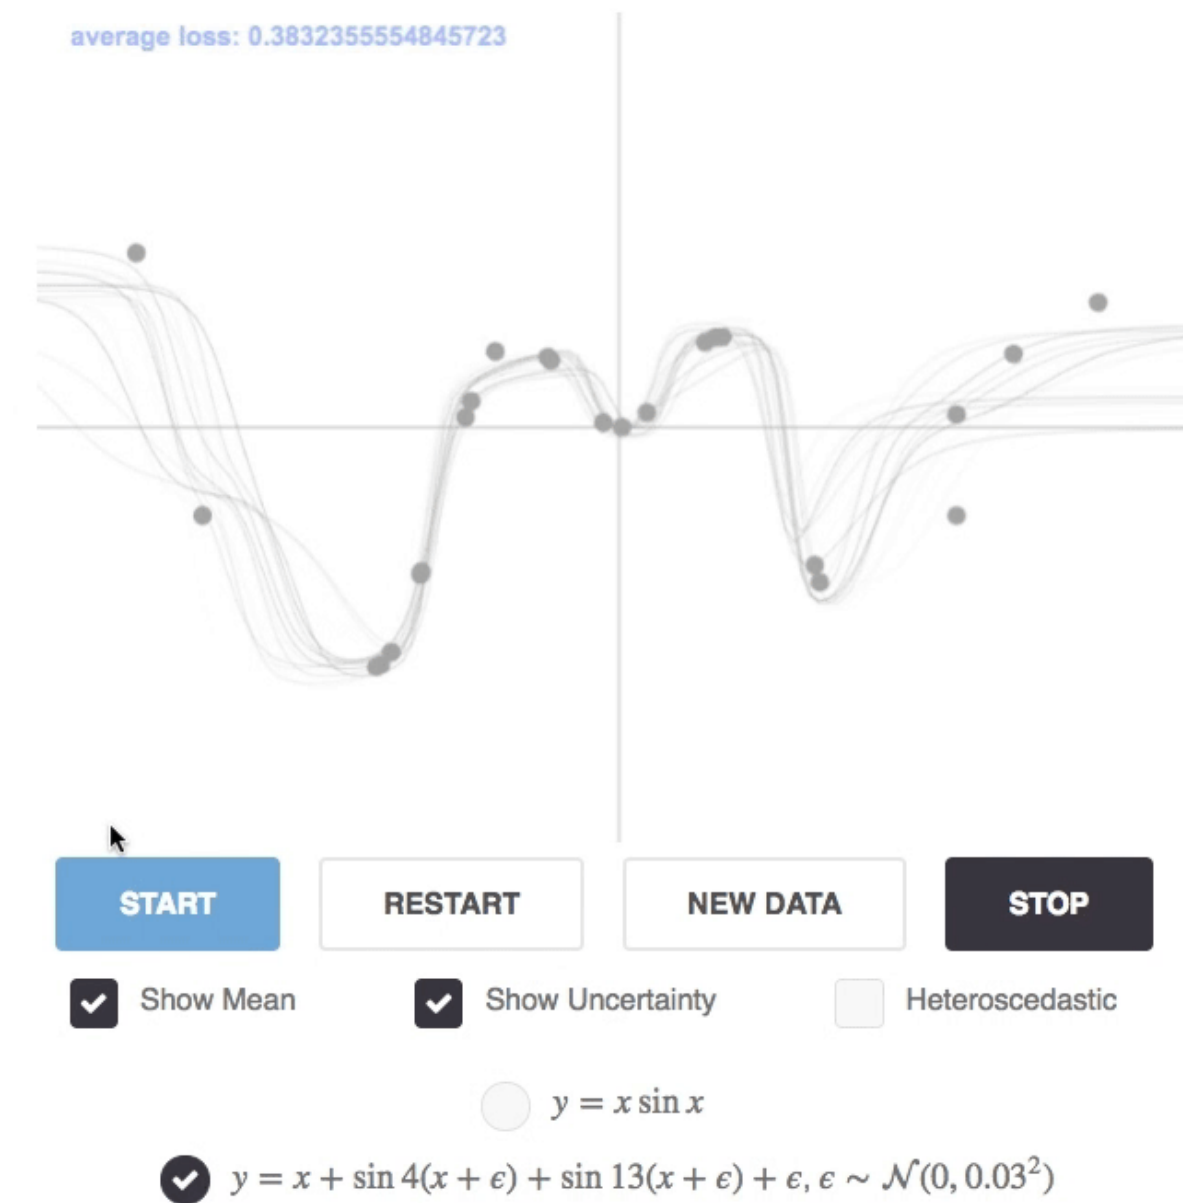 average loss: 0.3832355554845723
START RESTART NEW DATA STOP
Show Mean Show Uncertainty Heteroscedastic
y = x sin x
y = x + sin 4(x + ϵ) + sin 13(x + ϵ) + ϵ, ϵ ∼ 𝒩(0, 0.03²)